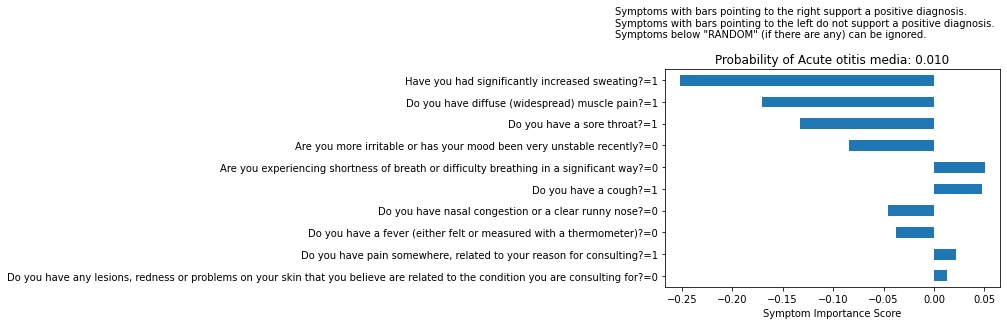 Symptoms with bars pointing to the right support a positive diagnosis.
Symptoms with bars pointing to the left do not support a positive diagnosis.
Symptoms below "RANDOM" (if there are any) can be ignored.
Probability of Acute otitis media: 0.010
Have you had significantly increased sweating?=1
Do you have diffuse (widespread) muscle pain?=1
Do you have a sore throat?=1
Are you more irritable or has your mood been very unstable recently?=0
Are you experiencing shortness of breath or difficulty breathing in a significant way?=0
Do you have a cough?=1
Do you have nasal congestion or a clear runny nose?=0
Do you have a fever (either felt or measured with a thermometer)?=0
Do you have pain somewhere, related to your reason for consulting?=1
Do you have any lesions, redness or problems on your skin that you believe are related to the condition you are consulting for?=0
−0.25 −0.20 −0.15 −0.10 −0.05 0.00 0.05
Symptom Importance Score